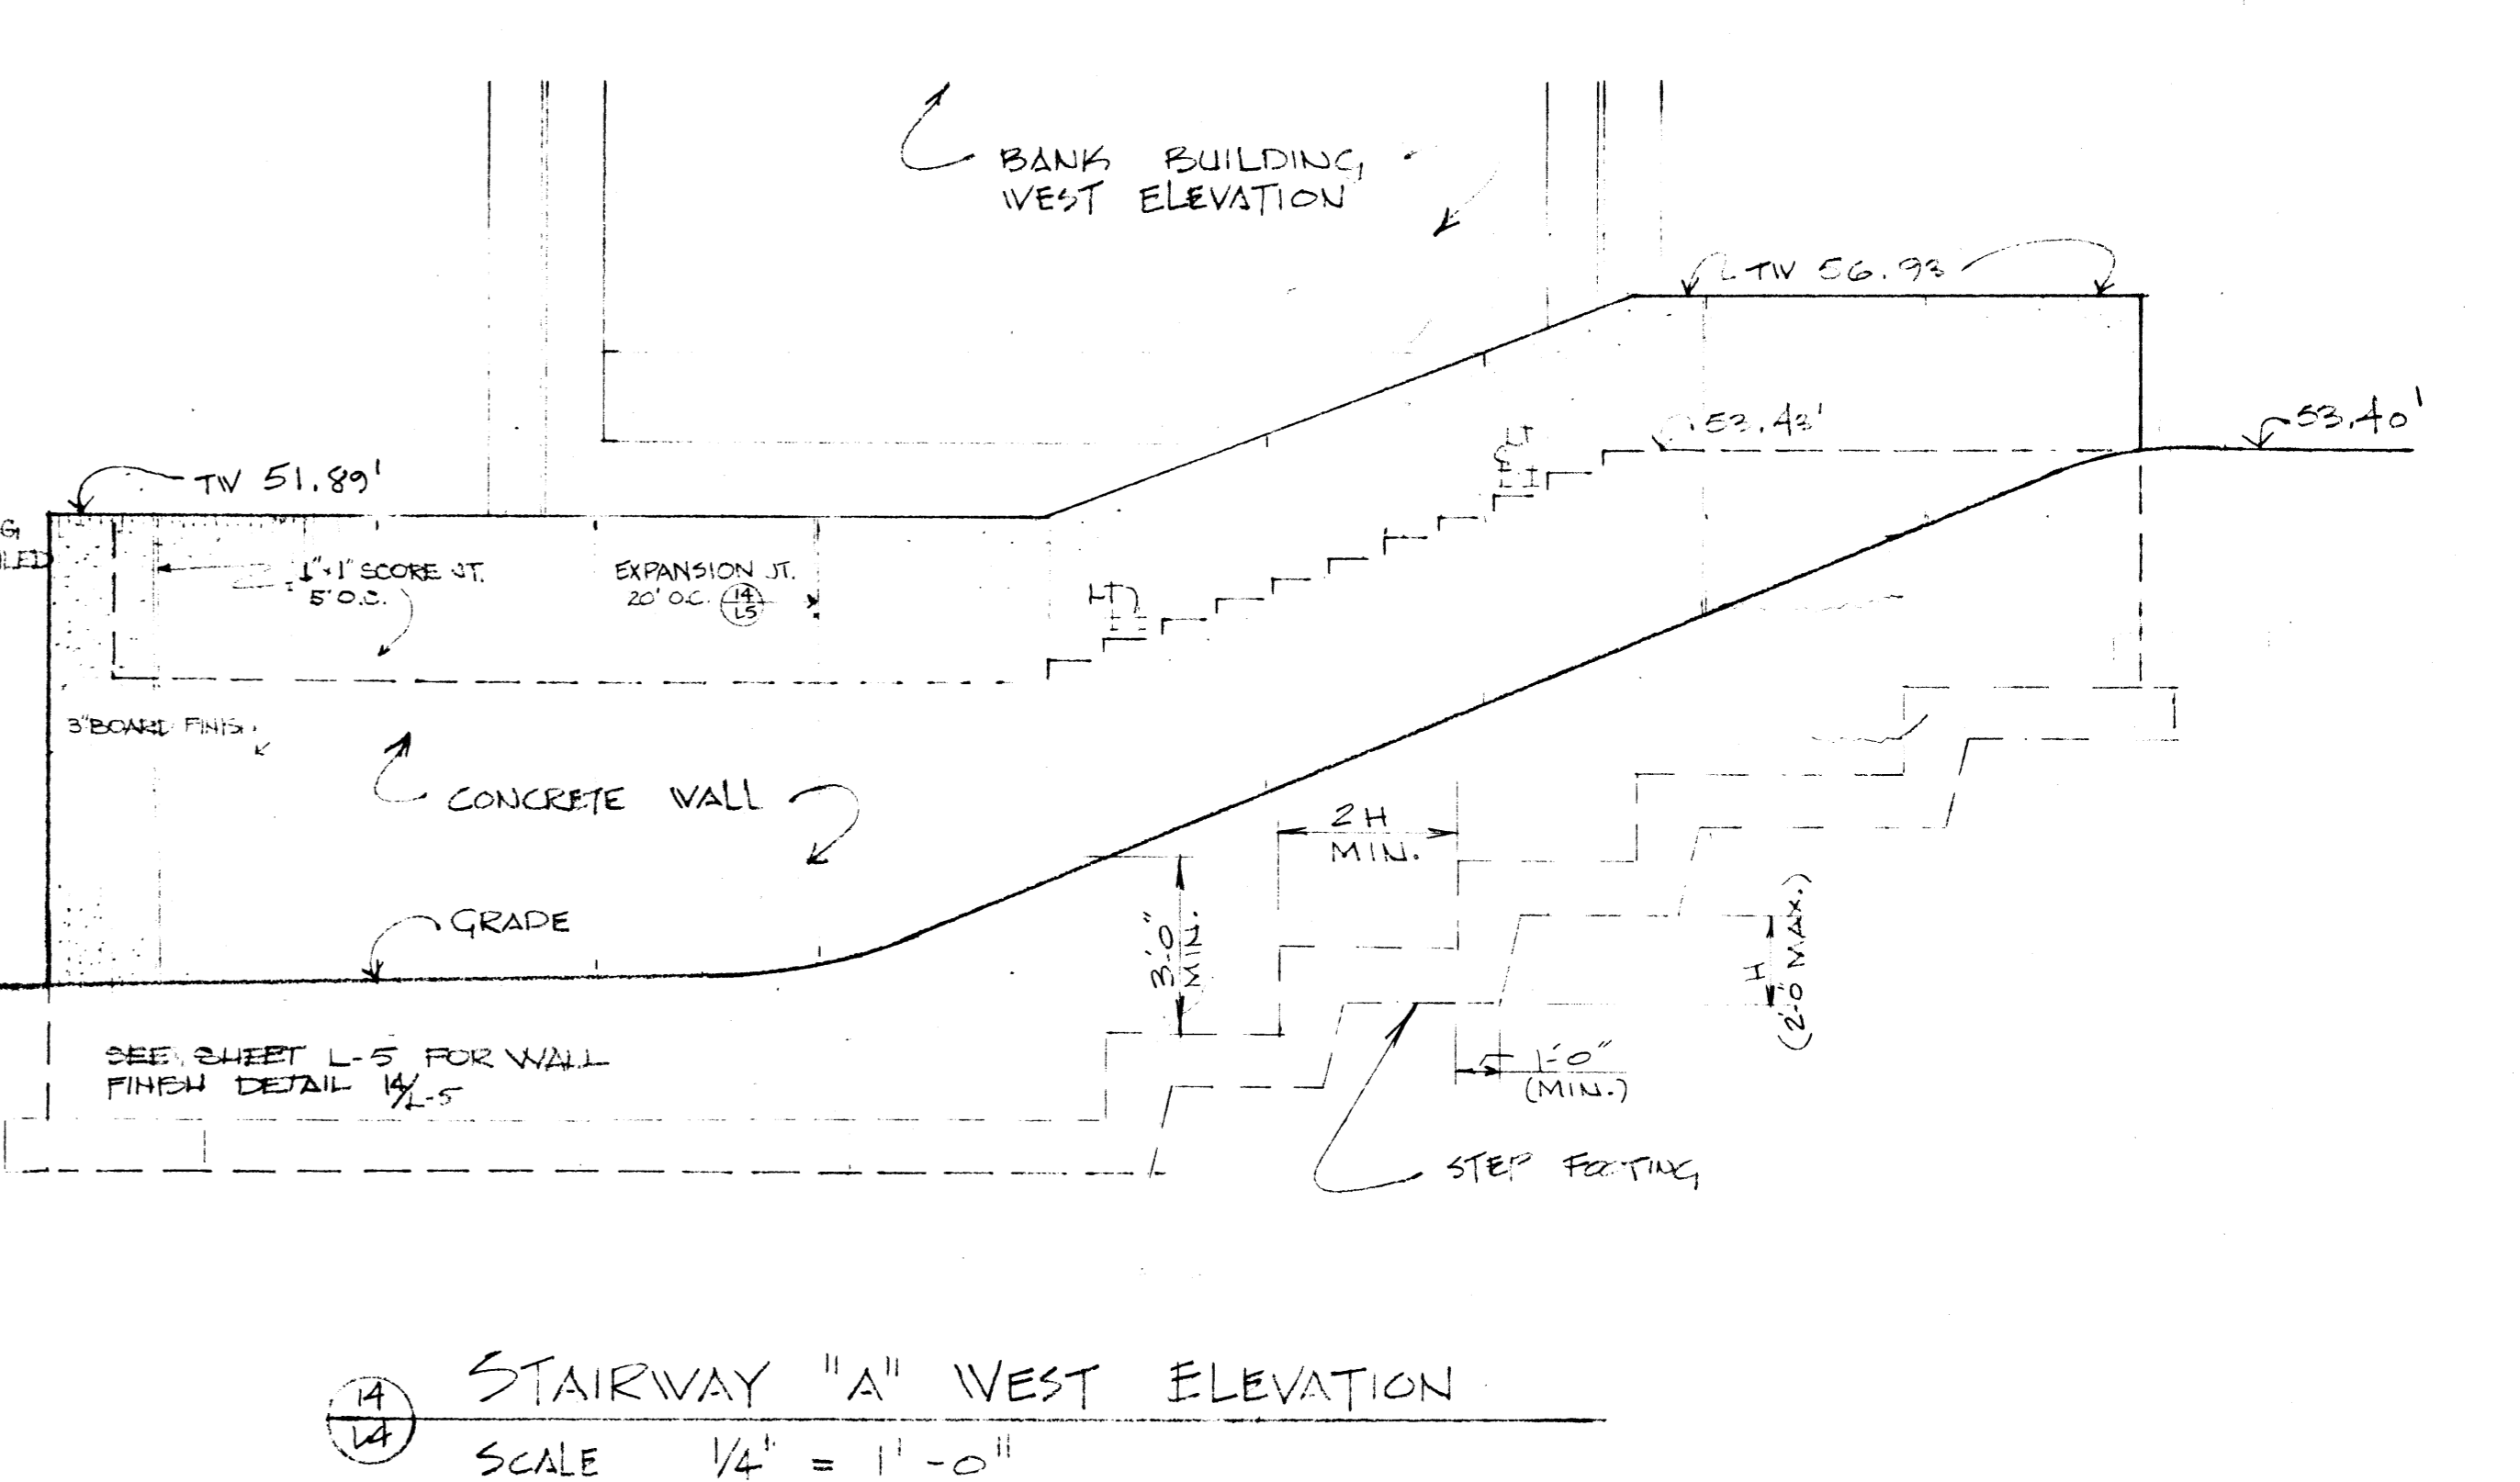 BANK BUILDING
WEST ELEVATION
TW 56.93
53.43'
53.40'
TW 51.89'
G
LED
1"x1" SCORE JT.
5' O.C.
EXPANSION JT.
20' O.C. 14
L5
3" BOARD FINISH
CONCRETE WALL
2H
MIN.
GRADE
3'-0"
MIN.
H
(2'-0" MAX.)
1'-0"
(MIN.)
SEE SHEET L-5 FOR WALL
FINISH DETAIL 14/L-5
STEP FOOTING
14
L4
STAIRWAY "A" WEST ELEVATION
SCALE 1/4" = 1'-0"